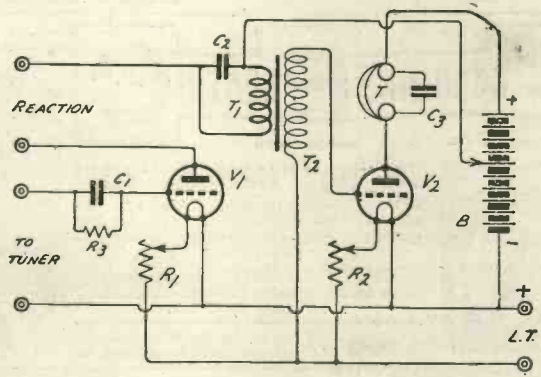 C2
REACTION
T1
T
C3
+
C1
V1
T2
V2
R3
B
TO
TUNER
R1
R2
-
+
L.T.
-